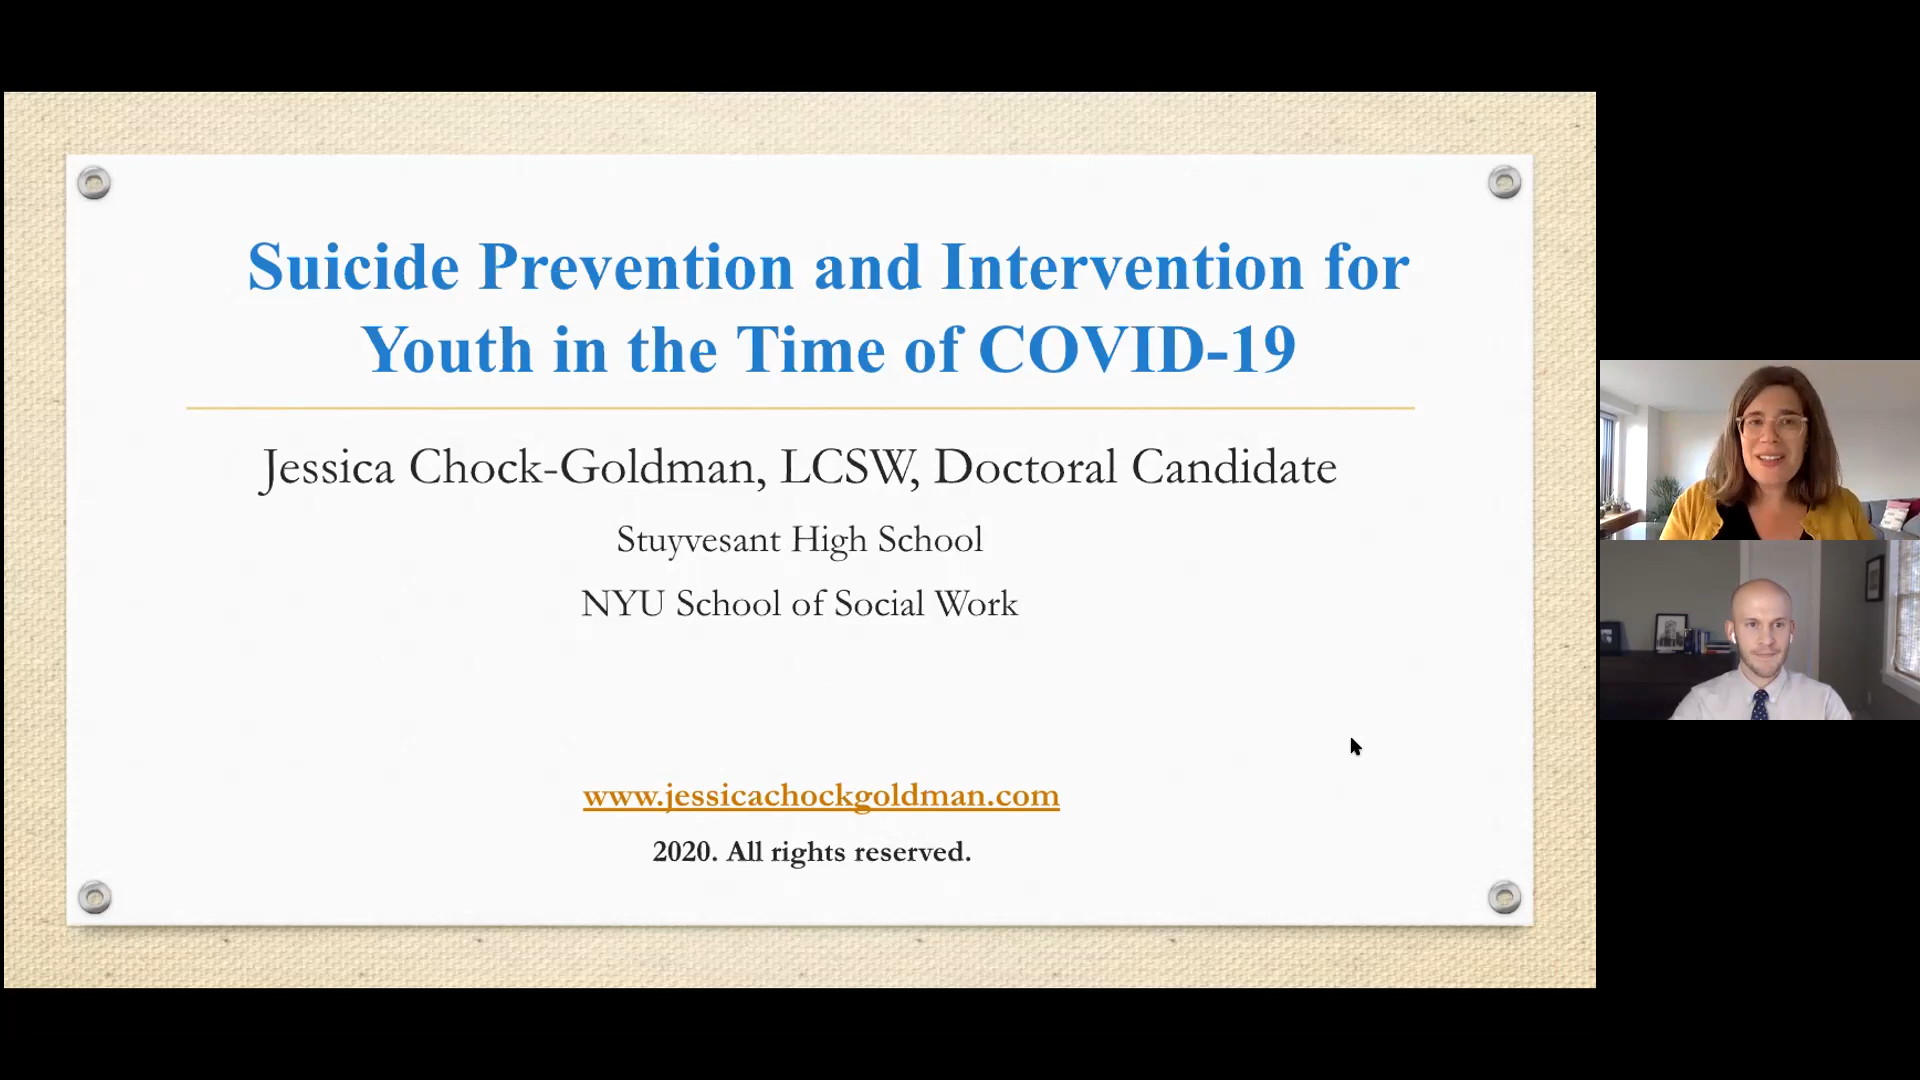 Suicide Prevention and Intervention for
Youth in the Time of COVID-19
Jessica Chock-Goldman, LCSW, Doctoral Candidate
Stuyvesant High School
NYU School of Social Work
www.jessicachockgoldman.com
2020. All rights reserved.